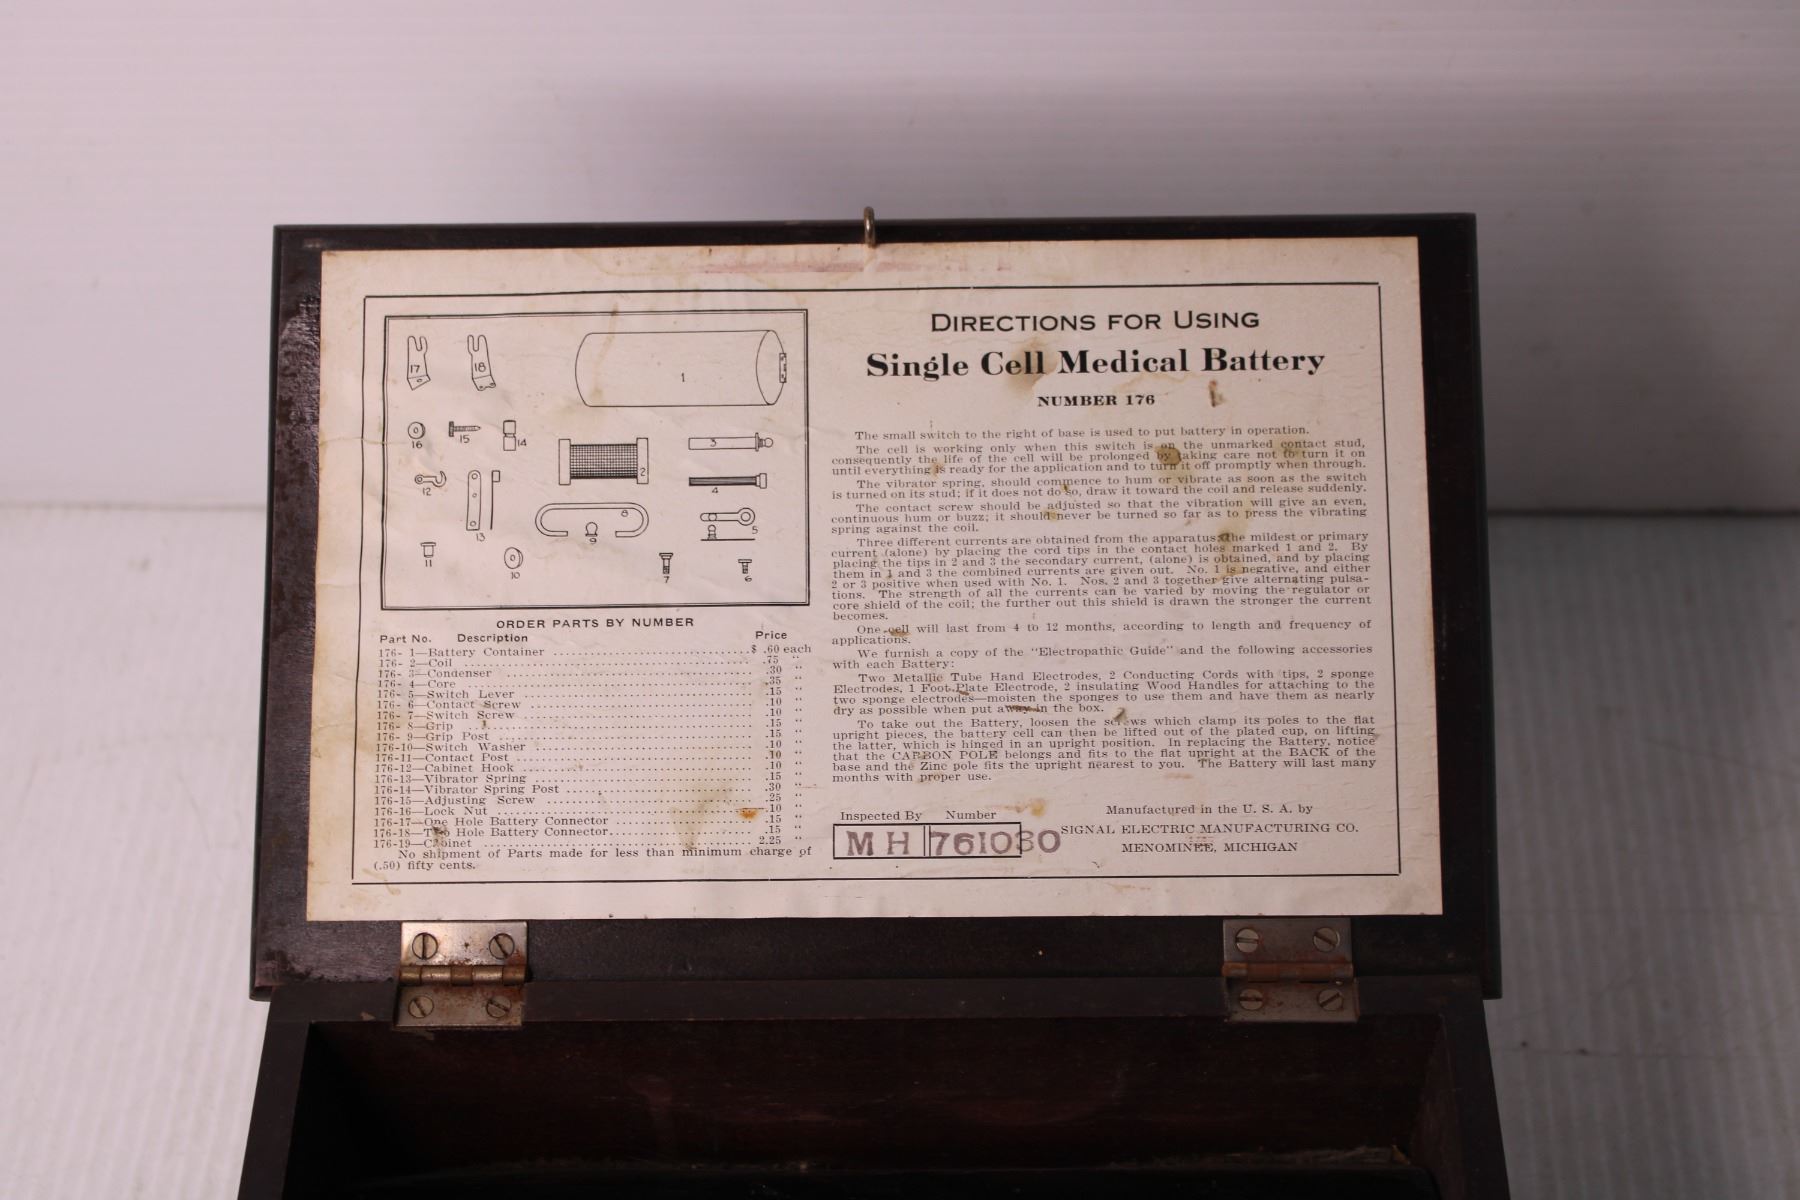 17
18
1
16
15
14
2
3
12
13
4
8
9
5
11
10
7
6
ORDER PARTS BY NUMBER
Part No. Description Price
176- 1—Battery Container ........ $ .60 each
176- 2—Coil ........ .75 "
176- 3—Condenser ........ .30 "
176- 4—Core ........ .35 "
176- 5—Switch Lever ........ .15 "
176- 6—Contact Screw ........ .10 "
176- 7—Switch Screw ........ .10 "
176- 8—Grip ........ .15 "
176- 9—Grip Post ........ .15 "
176-10—Switch Washer ........ .10 "
176-11—Contact Post ........ .10 "
176-12—Cabinet Hook ........ .10 "
176-13—Vibrator Spring ........ .15 "
176-14—Vibrator Spring Post ........ .30 "
176-15—Adjusting Screw ........ .25 "
176-16—Lock Nut ........ .10 "
176-17—One Hole Battery Connector ........ .15 "
176-18—Two Hole Battery Connector ........ .15 "
176-19—Cabinet ........ 2.25 "
No shipment of Parts made for less than minimum charge of
(.50) fifty cents.
DIRECTIONS FOR USING
Single Cell Medical Battery
NUMBER 176
The small switch to the right of base is used to put battery in operation.
The cell is working only when this switch is on the unmarked contact stud,
consequently the life of the cell will be prolonged by taking care not to turn it on
until everything is ready for the application and to turn it off promptly when through.
The vibrator spring, should commence to hum or vibrate as soon as the switch
is turned on its stud; if it does not do so, draw it toward the coil and release suddenly.
The contact screw should be adjusted so that the vibration will give an even,
continuous hum or buzz; it should never be turned so far as to press the vibrating
spring against the coil.
Three different currents are obtained from the apparatus: the mildest or primary
current (alone) by placing the cord tips in the contact holes marked 1 and 2. By
placing the tips in 2 and 3 the secondary current, (alone) is obtained, and by placing
them in 1 and 3 the combined currents are given out. No. 1 is negative, and either
2 or 3 positive when used with No. 1. Nos. 2 and 3 together give alternating pulsa-
tions. The strength of all the currents can be varied by moving the regulator or
core shield of the coil; the further out this shield is drawn the stronger the current
becomes.
One cell will last from 4 to 12 months, according to length and frequency of
applications.
We furnish a copy of the "Electropathic Guide" and the following accessories
with each Battery:
Two Metallic Tube Hand Electrodes, 2 Conducting Cords with tips, 2 sponge
Electrodes, 1 Foot Plate Electrode, 2 insulating Wood Handles for attaching to the
two sponge electrodes—moisten the sponges to use them and have them as nearly
dry as possible when put away in the box.
To take out the Battery, loosen the screws which clamp its poles to the flat
upright pieces, the battery cell can then be lifted out of the plated cup, on lifting
the latter, which is hinged in an upright position. In replacing the Battery, notice
that the CARBON POLE belongs and fits to the flat upright at the BACK of the
base and the Zinc pole fits the upright nearest to you. The Battery will last many
months with proper use.
Inspected By Number
MH 761030
Manufactured in the U. S. A. by
SIGNAL ELECTRIC MANUFACTURING CO.
MENOMINEE, MICHIGAN